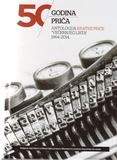 50 GODINA
PRIČA
ANTOLOGIJA KRATKE PRIČE
VEČERNJEG LISTA
1964-2014.